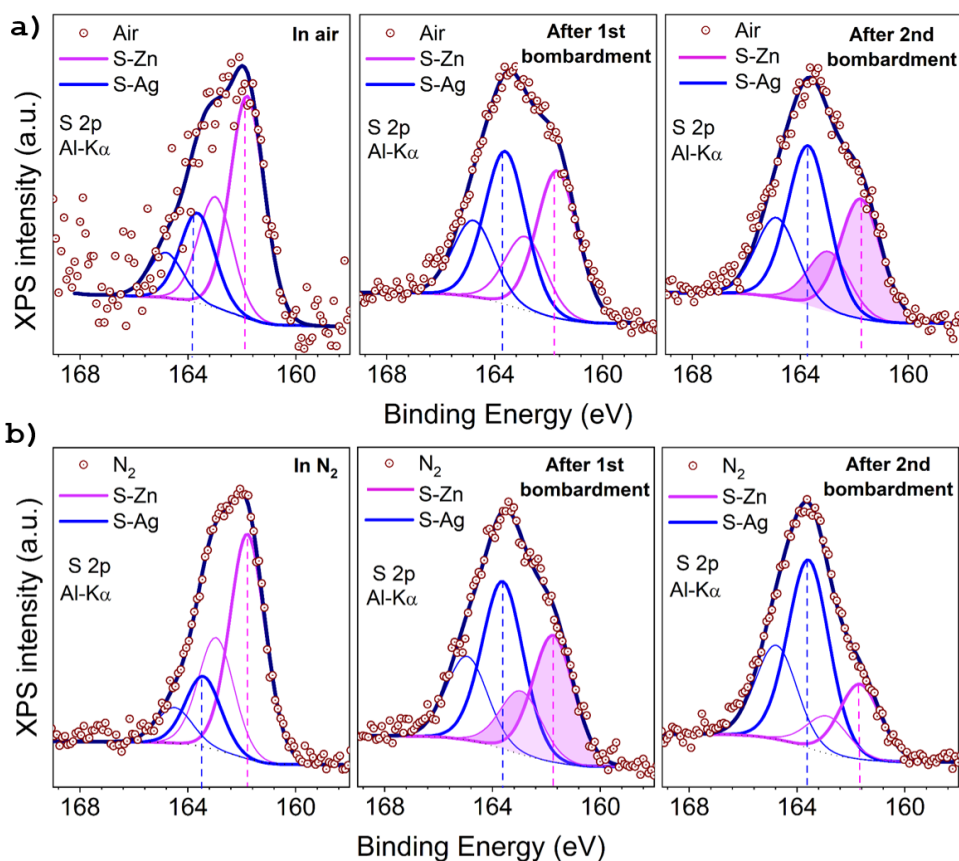 a)
Air
S-Zn
S-Ag
In air
S 2p
Al-Kα
Air
S-Zn
S-Ag
After 1st
bombardment
S 2p
Al-Kα
Air
S-Zn
S-Ag
After 2nd
bombardment
S 2p
Al-Kα
XPS intensity (a.u.)
168 164 160
168 164 160
168 164 160
Binding Energy (eV)
b)
N₂
S-Zn
S-Ag
In N₂
S 2p
Al-Kα
N₂
S-Zn
S-Ag
After 1st
bombardment
S 2p
Al-Kα
N₂
S-Zn
S-Ag
After 2nd
bombardment
S 2p
Al-Kα
XPS intensity (a.u.)
168 164 160
168 164 160
168 164 160
Binding Energy (eV)